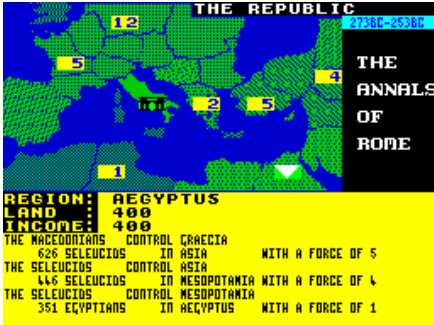 THE REPUBLIC
273BC-253BC
12
5
4
2
5
1
THE
ANNALS
OF
ROME
REGION: AEGYPTUS
LAND : 400
INCOME: 400
THE MACEDONIANS CONTROL GRAECIA
626 SELEUCIDS IN ASIA WITH A FORCE OF 5
THE SELEUCIDS CONTROL ASIA
446 SELEUCIDS IN MESOPOTAMIA WITH A FORCE OF 4
THE SELEUCIDS CONTROL MESOPOTAMIA
351 EGYPTIANS IN AEGYPTUS WITH A FORCE OF 1